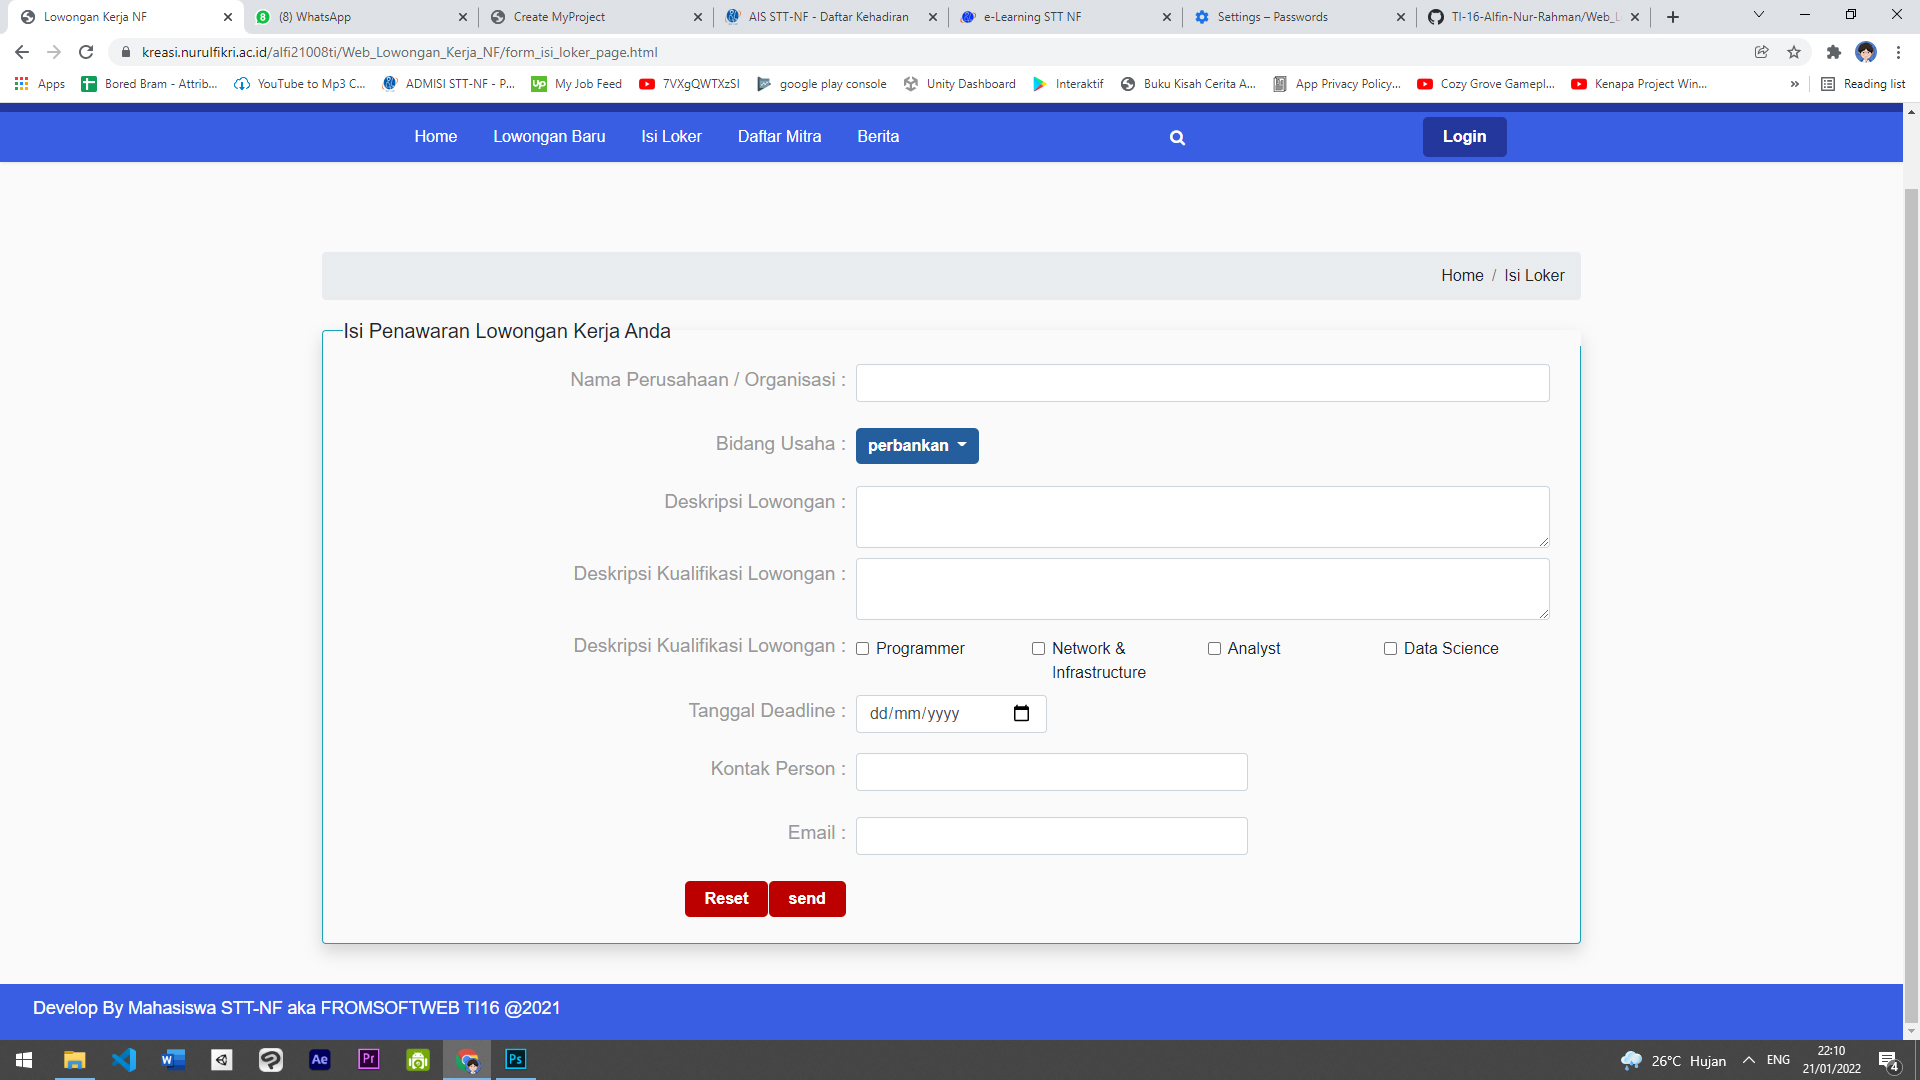 Lowongan Kerja NF
(8) WhatsApp
Create MyProject
AIS STT-NF - Daftar Kehadiran
e-Learning STT NF
Settings – Passwords
TI-16-Alfin-Nur-Rahman/Web_L
kreasi.nurulfikri.ac.id/alfi21008ti/Web_Lowongan_Kerja_NF/form_isi_loker_page.html
Apps
Bored Bram - Attrib...
YouTube to Mp3 C...
ADMISI STT-NF - P...
My Job Feed
7VXgQWTXzSI
google play console
Unity Dashboard
Interaktif
Buku Kisah Cerita A...
App Privacy Policy...
Cozy Grove Gamepl...
Kenapa Project Win...
»
Reading list
Home
Lowongan Baru
Isi Loker
Daftar Mitra
Berita
Login
Home / Isi Loker
Isi Penawaran Lowongan Kerja Anda
Nama Perusahaan / Organisasi :
Bidang Usaha :
perbankan
Deskripsi Lowongan :
Deskripsi Kualifikasi Lowongan :
Deskripsi Kualifikasi Lowongan :
Programmer
Network &
Infrastructure
Analyst
Data Science
Tanggal Deadline :
dd/mm/yyyy
Kontak Person :
Email :
Reset
send
Develop By Mahasiswa STT-NF aka FROMSOFTWEB TI16 @2021
26°C Hujan
ENG
22:10
21/01/2022
4